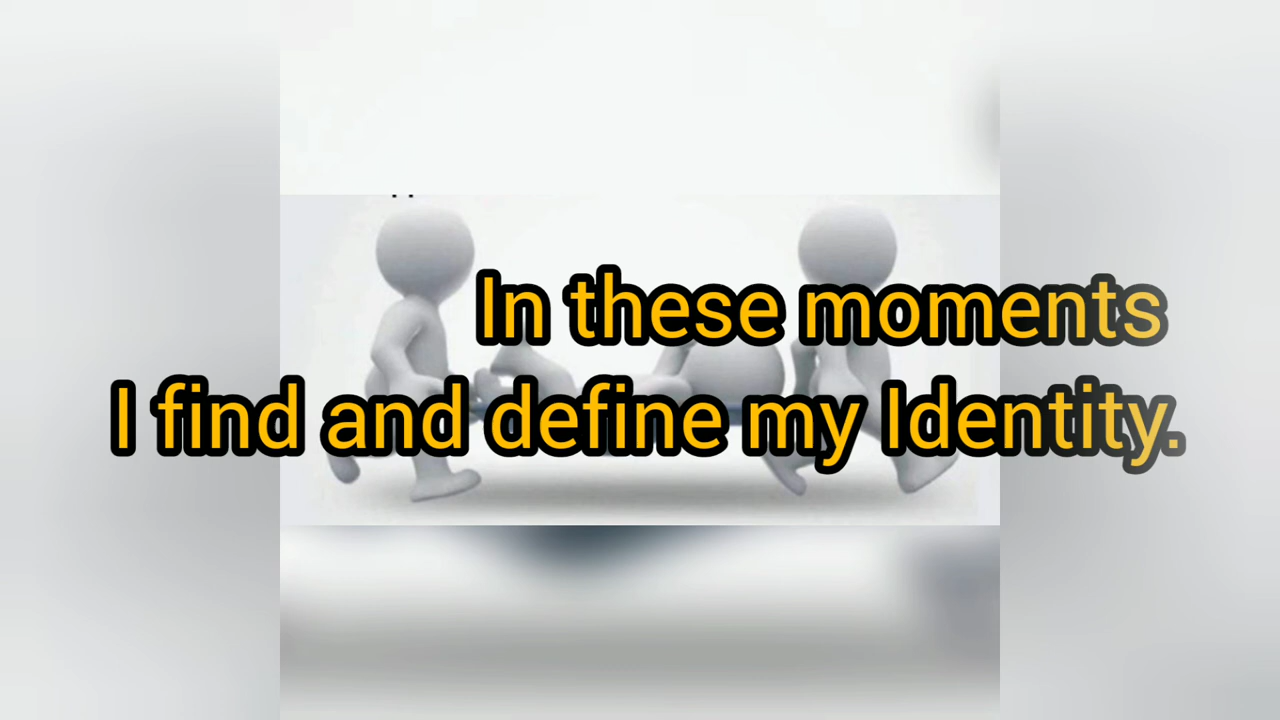 In these moments
I find and define my Identity.